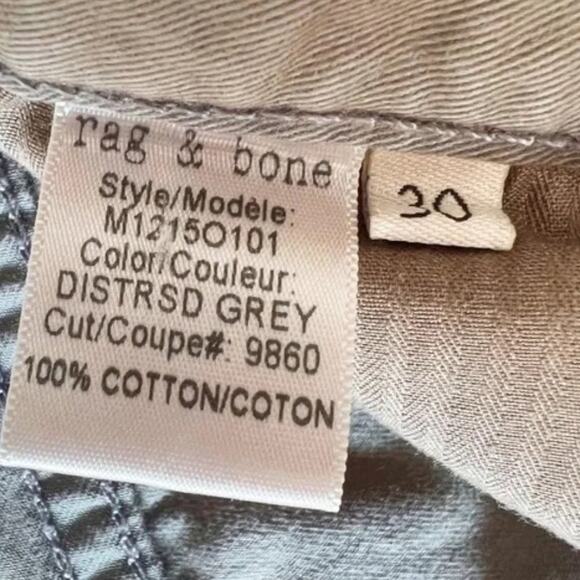 rag & bone
Style/Modèle:
M1215O101
Color/Couleur:
DISTRSD GREY
Cut/Coupe#: 9860
100% COTTON/COTON
30